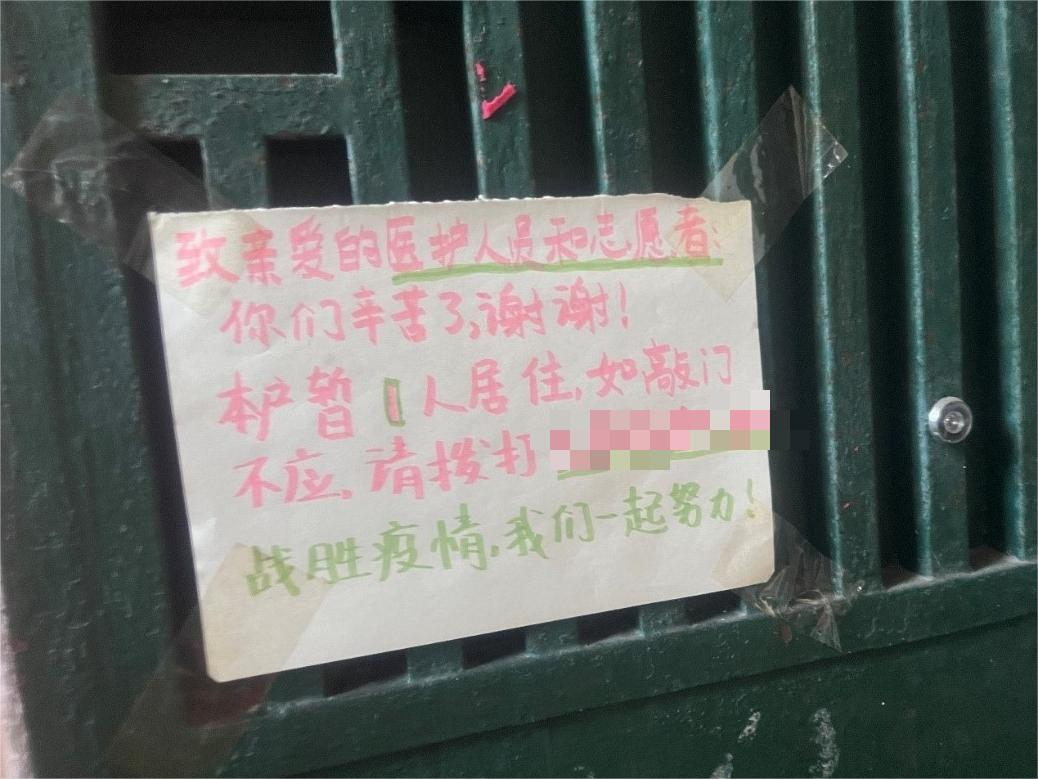 致亲爱的医护人员和志愿者:
你们辛苦了,谢谢!
本户暂1人居住,如敲门
不应,请拨打
战胜疫情,我们一起努力!